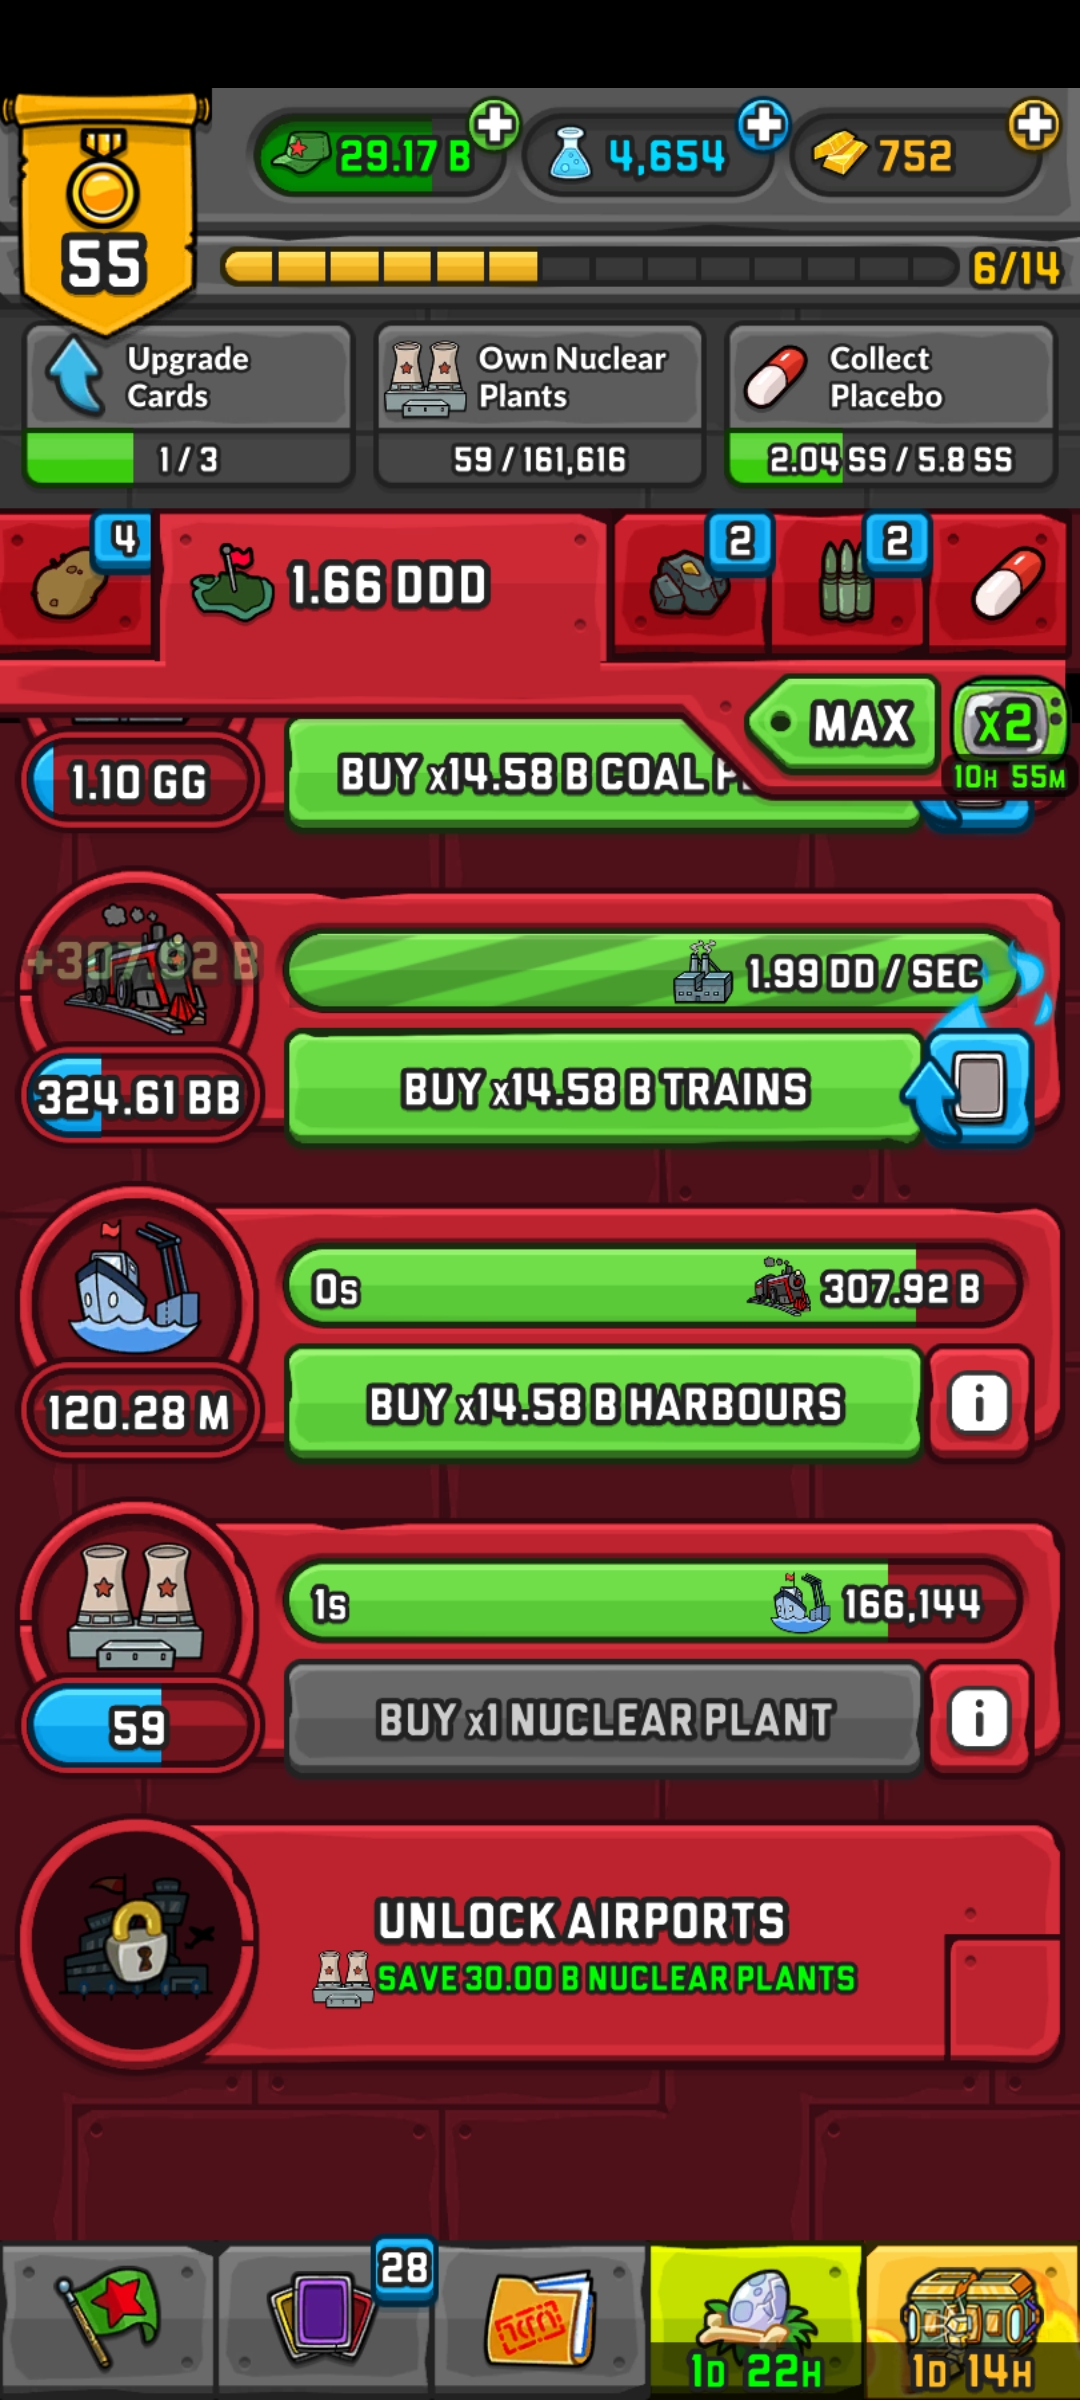 29.17 B
4,654
752
55
6/14
Upgrade
Cards
1 / 3
Own Nuclear
Plants
59 / 161,616
Collect
Placebo
2.04 SS / 5.8 SS
4
1.66 DDD
2
2
MAX
X2
10H 55M
1.10 GG
BUY x14.58 B COAL
+307.92 B
1.99 DD / SEC
324.61 BB
BUY x14.58 B TRAINS
0s
307.92 B
120.28 M
BUY x14.58 B HARBOURS
i
1s
166,144
59
BUY x1 NUCLEAR PLANT
i
UNLOCK AIRPORTS
SAVE 30.00 B NUCLEAR PLANTS
28
1D 22H
1D 14H